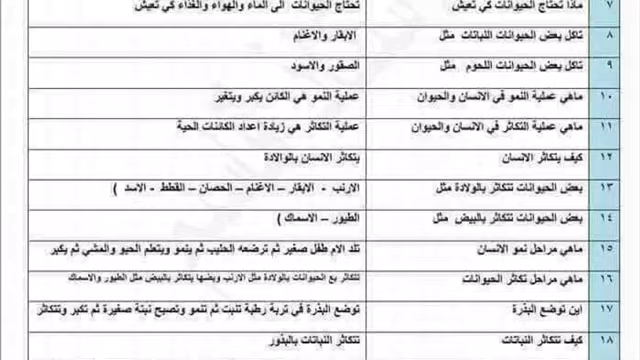 ٧ ماذا تحتاج الحيوانات كي تعيش تحتاج الحيوانات الى الماء والهواء والغذاء كي تعيش
٨ تاكل بعض الحيوانات النباتات مثل الابقار والاغنام
٩ تاكل بعض الحيوانات اللحوم مثل الصقور والاسود
١٠ ماهي عملية النمو في الانسان والحيوان عملية النمو هي الكائن يكبر ويتغير
١١ ماهي عملية التكاثر في الانسان والحيوان عملية التكاثر هي زيادة اعداد الكائنات الحية
١٢ كيف يتكاثر الانسان يتكاثر الانسان بالولادة
١٣ بعض الحيوانات تتكاثر بالولادة مثل الارنب - الابقار – الاغنام – الحصان – القطط - الاسد )
١٤ بعض الحيوانات تتكاثر بالبيض مثل الطيور – الاسماك )
١٥ ماهي مراحل نمو الانسان تلد الام طفل صغير ثم ترضعه الحليب ثم ينمو ويتعلم الحبو والمشي ثم يكبر
١٦ ماهي مراحل تكاثر الحيوانات تتكاثر بع الحيوانات بالولادة مثل الارنب وبضها يتكاثر بالبيض مثل الطيور والاسماك
١٧ اين توضع البذرة توضع البذرة في تربة رطبة تنبت ثم تنمو وتصبح نبتة صغيرة ثم تكبر وتتكاثر
١٨ كيف تتكاثر النباتات تتكاثر النباتات بالبذور